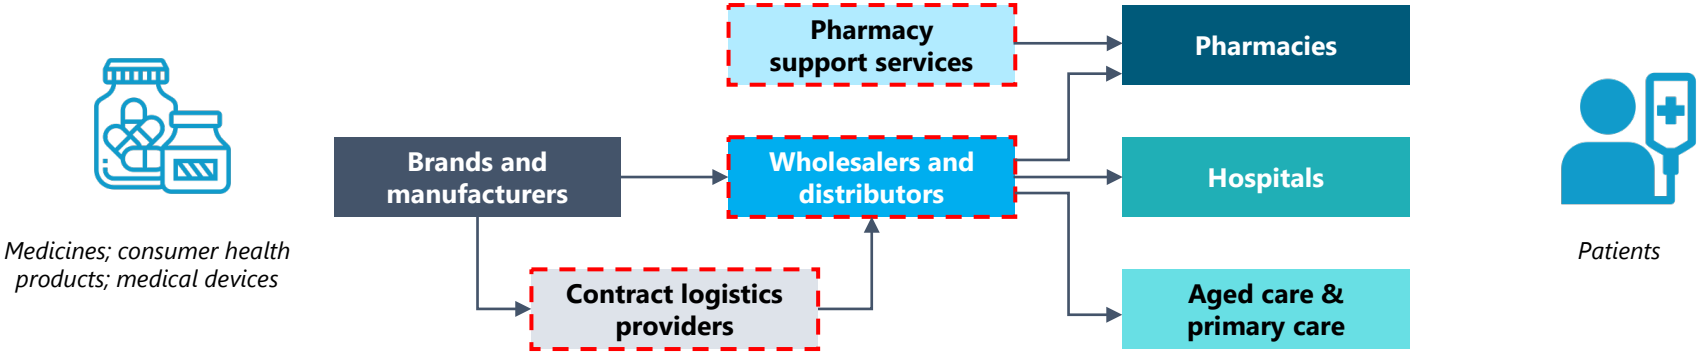 Medicines; consumer health
products; medical devices
Brands and
manufacturers
Contract logistics
providers
Pharmacy
support services
Wholesalers and
distributors
Pharmacies
Hospitals
Aged care &
primary care
Patients